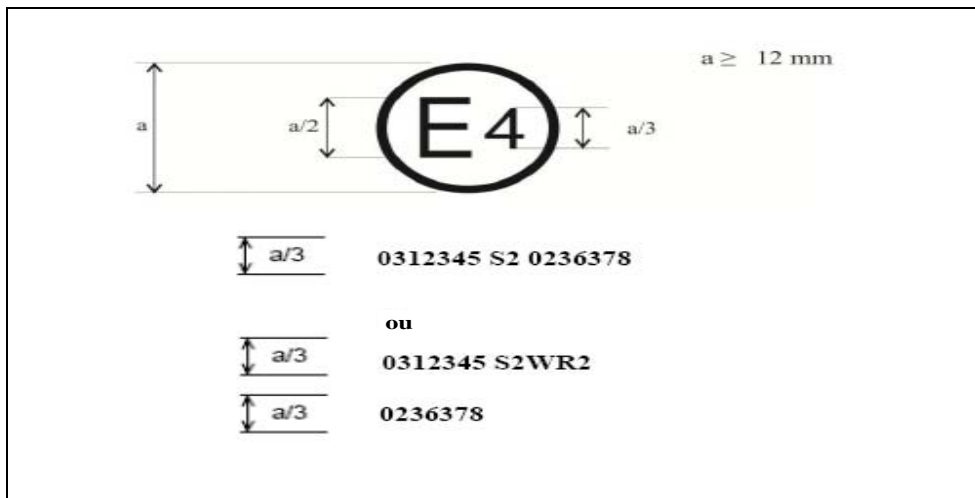 a ≥ 12 mm
a a/2 E4 a/3
a/3 0312345 S2 0236378
ou
a/3 0312345 S2WR2
a/3 0236378